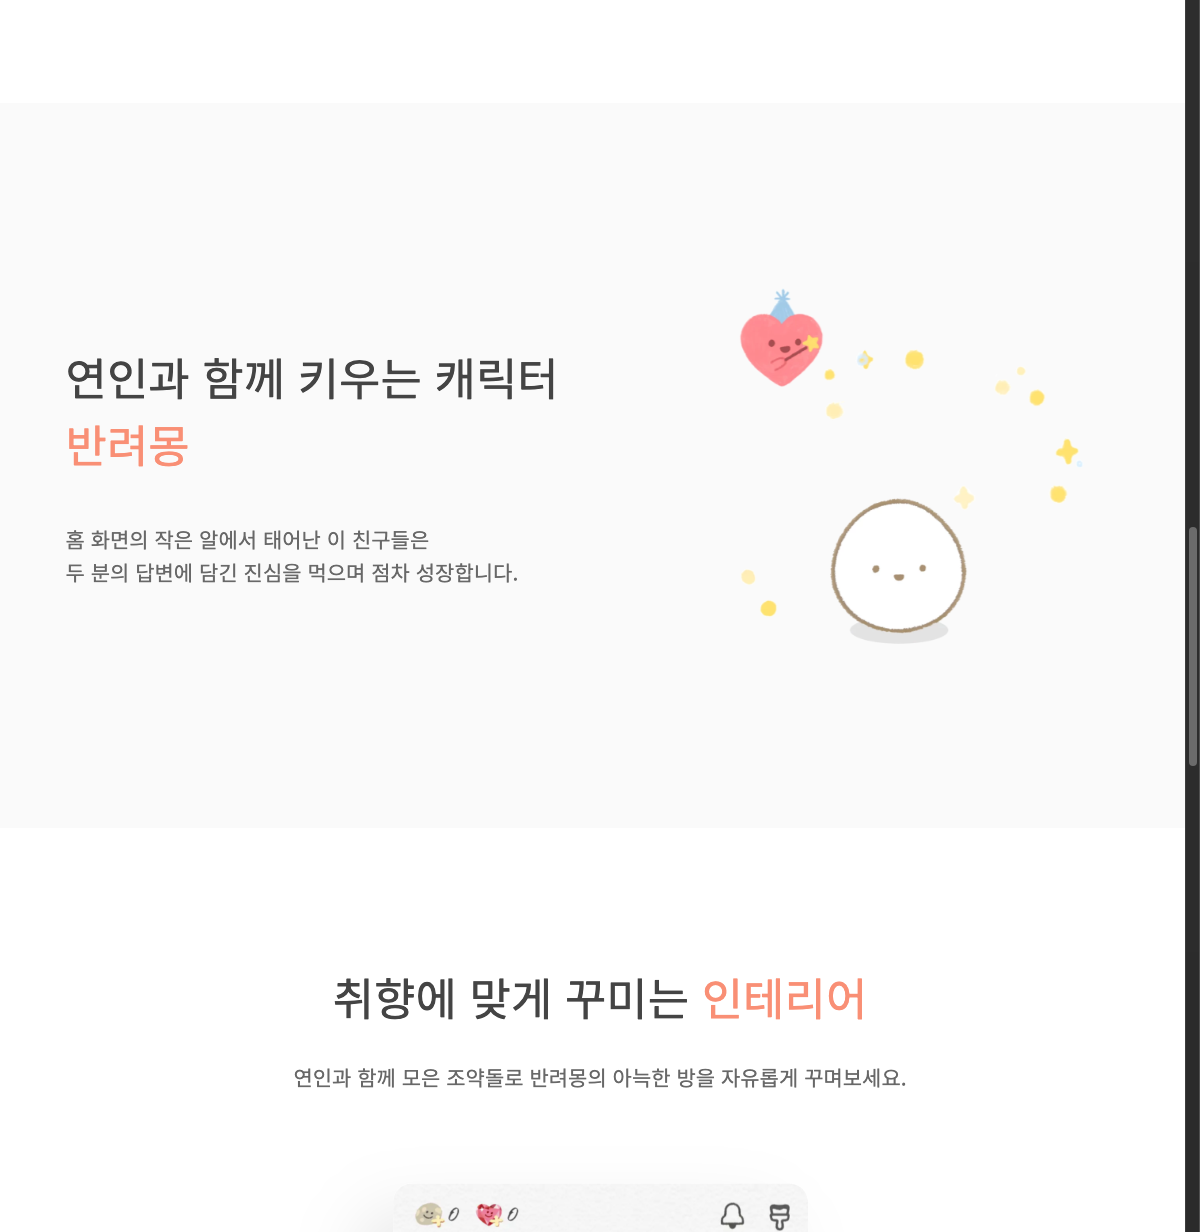 연인과 함께 키우는 캐릭터
반려몽
홈 화면의 작은 알에서 태어난 이 친구들은
두 분의 답변에 담긴 진심을 먹으며 점차 성장합니다.
취향에 맞게 꾸미는 인테리어
연인과 함께 모은 조약돌로 반려몽의 아늑한 방을 자유롭게 꾸며보세요.
0 0